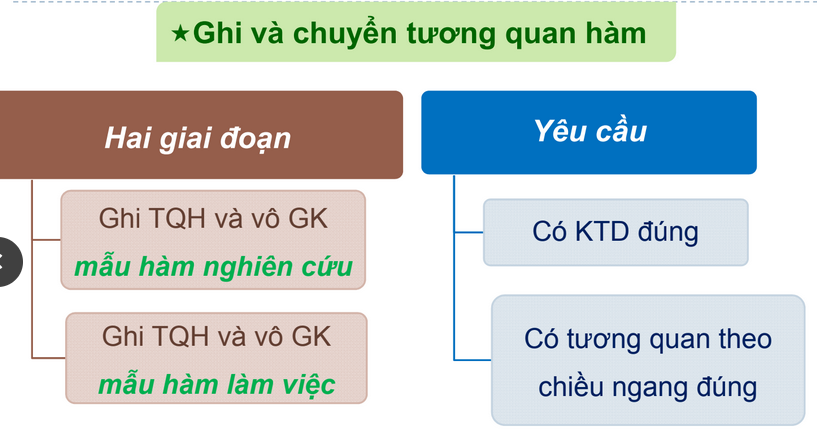 ★Ghi và chuyển tương quan hàm
Hai giai đoạn
Ghi TQH và vô GK
mẫu hàm nghiên cứu
Ghi TQH và vô GK
mẫu hàm làm việc
Yêu cầu
Có KTD đúng
Có tương quan theo
chiều ngang đúng